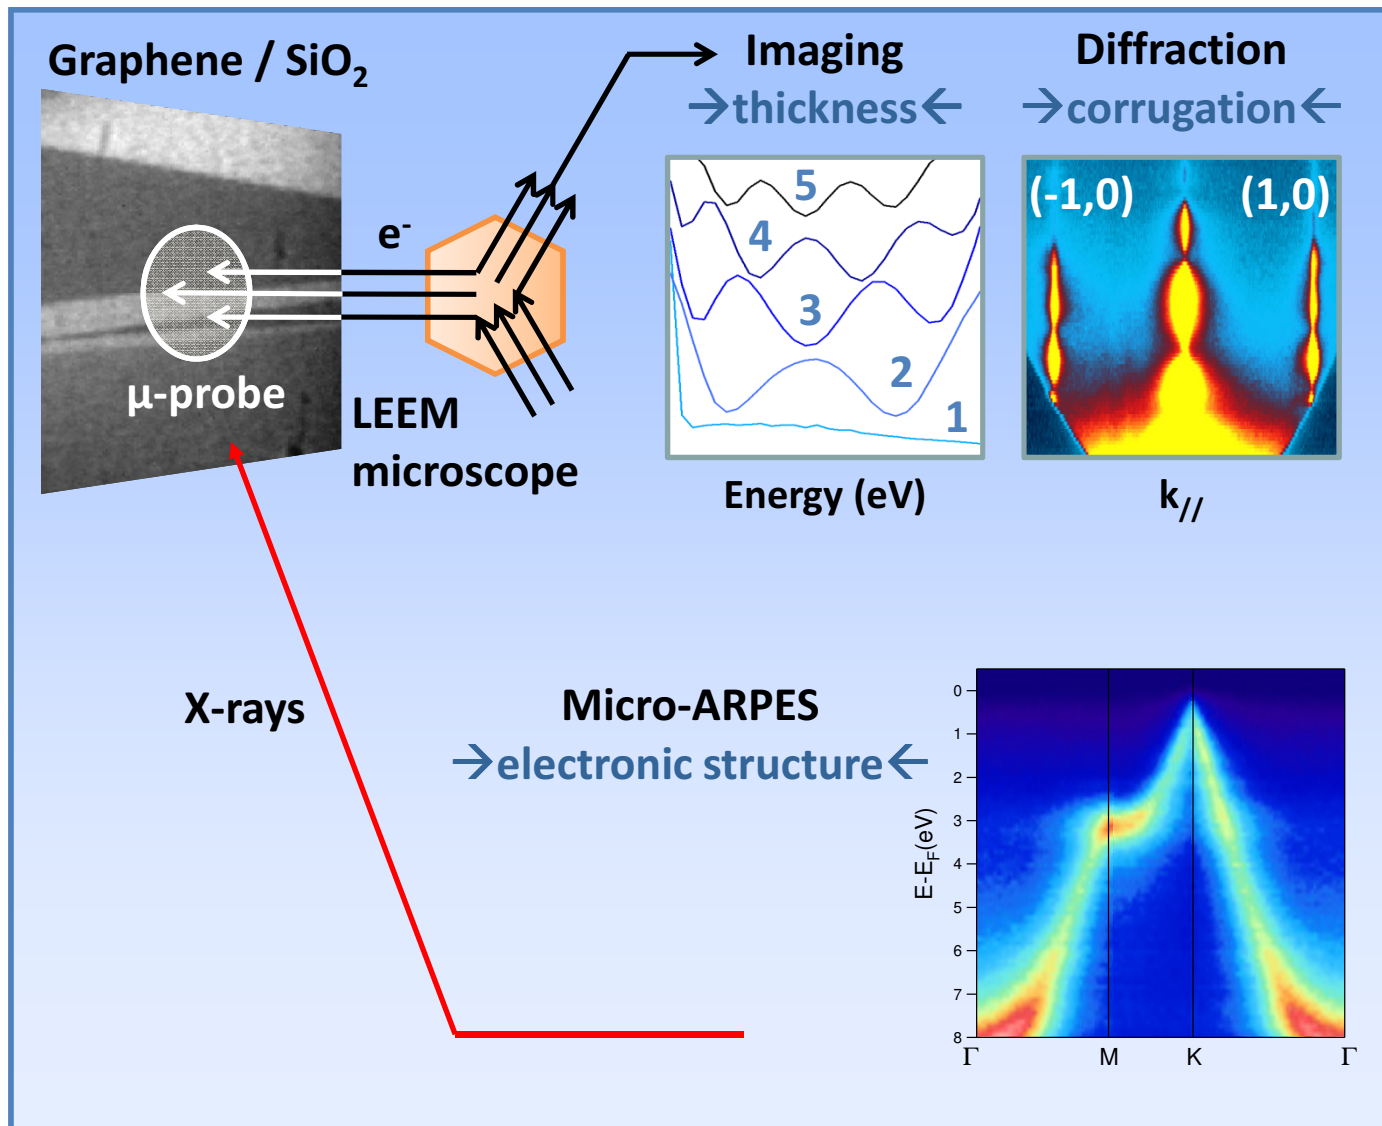 Graphene / SiO₂
Imaging
→thickness←
Diffraction
→corrugation←
e⁻
μ-probe
LEEM
microscope
5
4
3
2
1
Energy (eV)
(-1,0)
(1,0)
k//
X-rays
Micro-ARPES
→electronic structure←
E-E_F(eV)
0
1
2
3
4
5
6
7
8
Γ
M
K
Γ